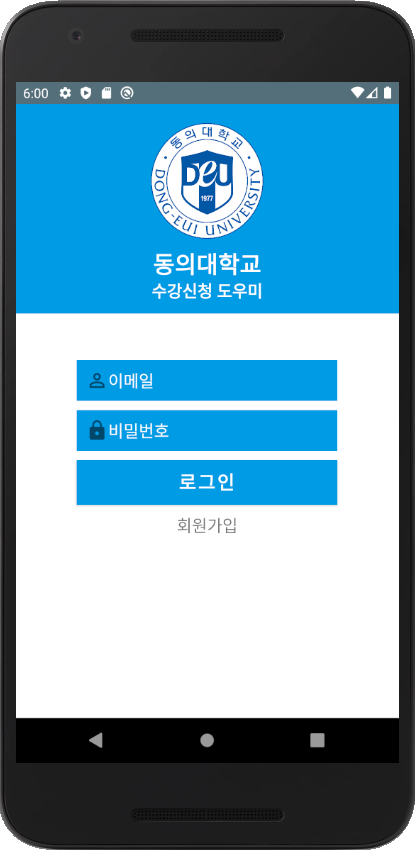 6:00
동의대학교
DEU
1977
DONG-EUI UNIVERSITY
동의대학교
수강신청 도우미
이메일
비밀번호
로그인
회원가입